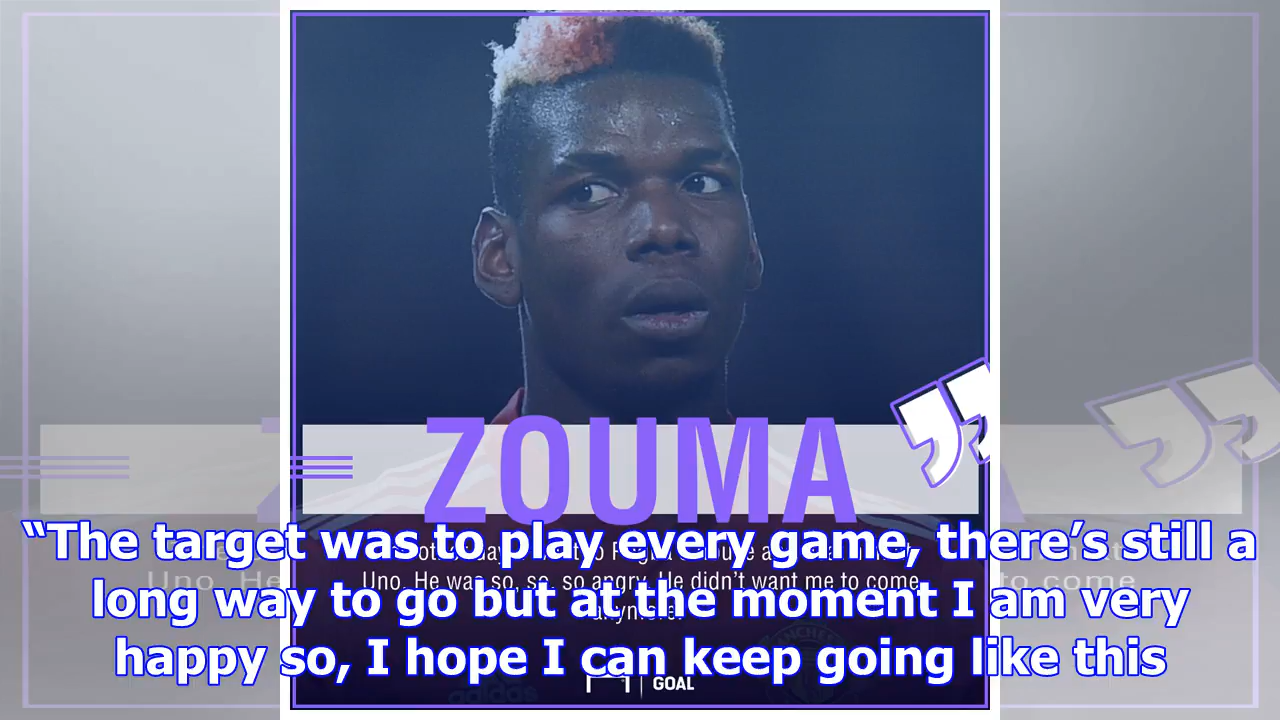 ZOUMA
”
“The target was to play every game, there’s still a
Uno. He was so, so, so angry. He didn’t want me to come
long way to go but at the moment I am very
anymore.
happy so, I hope I can keep going like this
adidas
GOAL